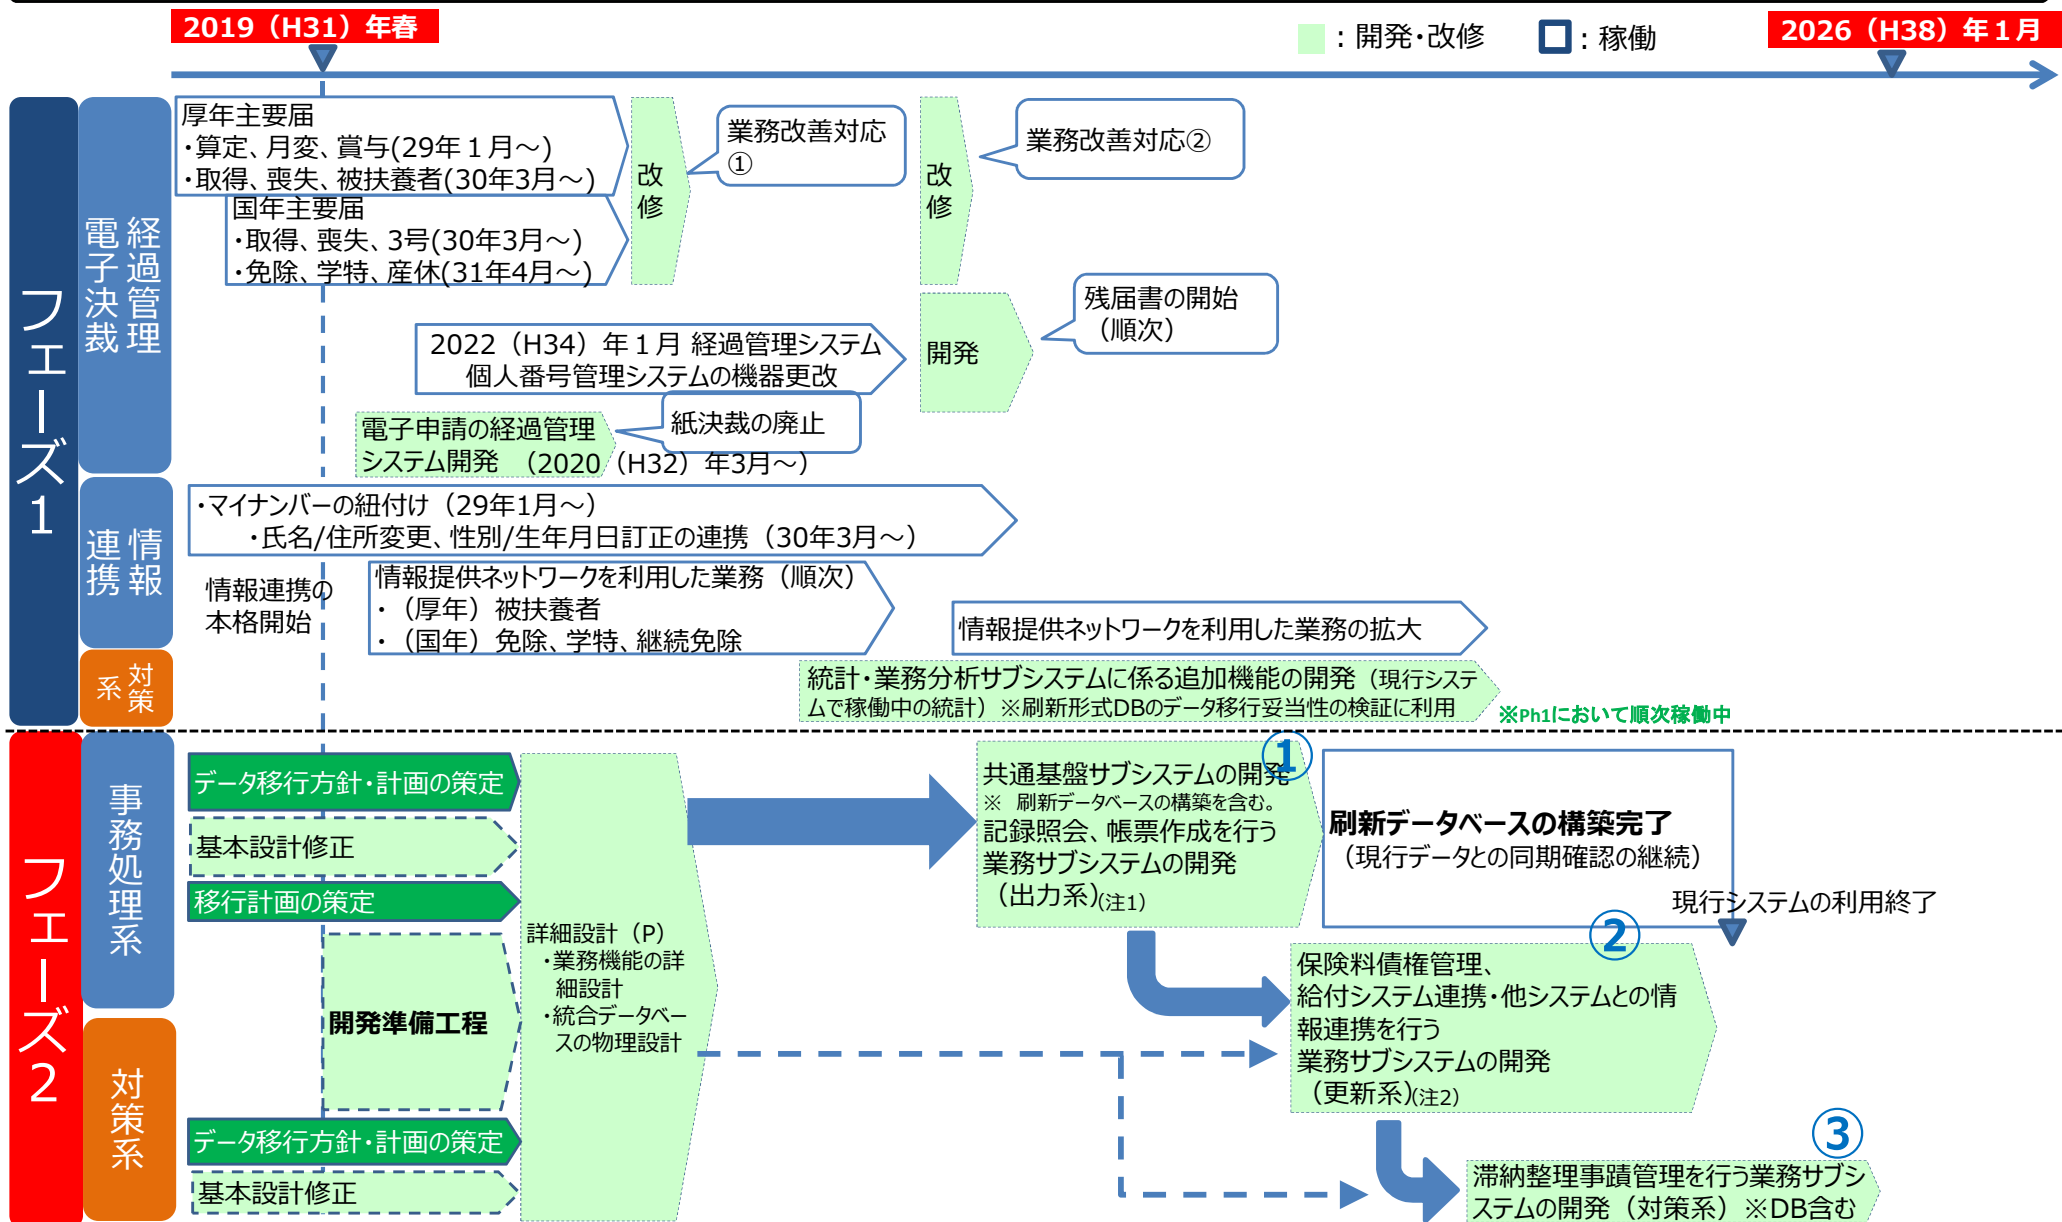 2019（H31）年春
：開発・改修
：稼働
2026（H38）年１月
フェーズ1
経過管理
電子決裁
厚年主要届
・算定、月変、賞与(29年１月～)
・取得、喪失、被扶養者(30年3月～)
国年主要届
・取得、喪失、3号(30年3月～)
・免除、学特、産休(31年4月～)
改修
業務改善対応
①
改修
業務改善対応②
2022（H34）年１月 経過管理システム
個人番号管理システムの機器更改
開発
残届書の開始
（順次）
電子申請の経過管理
システム開発　（2020（H32）年3月～）
紙決裁の廃止
情報
連携
・マイナンバーの紐付け（29年1月～）
・氏名/住所変更、性別/生年月日訂正の連携（30年3月～）
情報連携の
本格開始
情報提供ネットワークを利用した業務（順次）
・（厚年）被扶養者
・（国年）免除、学特、継続免除
情報提供ネットワークを利用した業務の拡大
対策
系
統計・業務分析サブシステムに係る追加機能の開発（現行システ
ムで稼働中の統計）※刷新形式DBのデータ移行妥当性の検証に利用
※Ph1において順次稼働中
フェーズ2
事務処理系
データ移行方針・計画の策定
基本設計修正
移行計画の策定
開発準備工程
詳細設計（P）
・業務機能の詳
細設計
・統合データベー
スの物理設計
①
共通基盤サブシステムの開発
※　刷新データベースの構築を含む。
記録照会、帳票作成を行う
業務サブシステムの開発
（出力系）(注1)
刷新データベースの構築完了
（現行データとの同期確認の継続）
現行システムの利用終了
②
保険料債権管理、
給付システム連携・他システムとの情
報連携を行う
業務サブシステムの開発
（更新系）(注2)
対策系
データ移行方針・計画の策定
基本設計修正
③
滞納整理事蹟管理を行う業務サブシ
ステムの開発（対策系）※DB含む